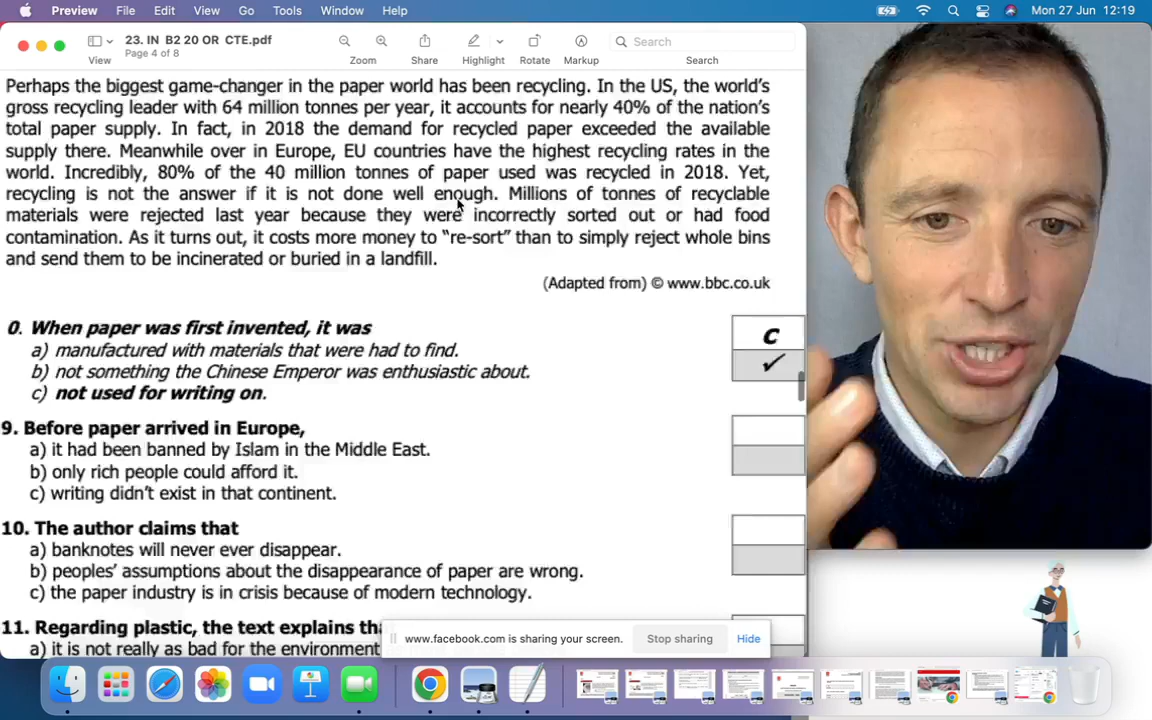 Preview File Edit View Go Tools Window Help Mon 27 Jun 12:19
23. IN B2 20 OR CTE.pdf
Page 4 of 8
Search
View Zoom Share Highlight Rotate Markup Search
Perhaps the biggest game-changer in the paper world has been recycling. In the US, the world's
gross recycling leader with 64 million tonnes per year, it accounts for nearly 40% of the nation's
total paper supply. In fact, in 2018 the demand for recycled paper exceeded the available
supply there. Meanwhile over in Europe, EU countries have the highest recycling rates in the
world. Incredibly, 80% of the 40 million tonnes of paper used was recycled in 2018. Yet,
recycling is not the answer if it is not done well enough. Millions of tonnes of recyclable
materials were rejected last year because they were incorrectly sorted out or had food
contamination. As it turns out, it costs more money to "re-sort" than to simply reject whole bins
and send them to be incinerated or buried in a landfill.
(Adapted from) © www.bbc.co.uk
0. When paper was first invented, it was
a) manufactured with materials that were had to find.
b) not something the Chinese Emperor was enthusiastic about.
c) not used for writing on.
C
✓
9. Before paper arrived in Europe,
a) it had been banned by Islam in the Middle East.
b) only rich people could afford it.
c) writing didn't exist in that continent.
10. The author claims that
a) banknotes will never ever disappear.
b) peoples' assumptions about the disappearance of paper are wrong.
c) the paper industry is in crisis because of modern technology.
11. Regarding plastic, the text explains tha
a) it is not really as bad for the environment
www.facebook.com is sharing your screen. Stop sharing Hide